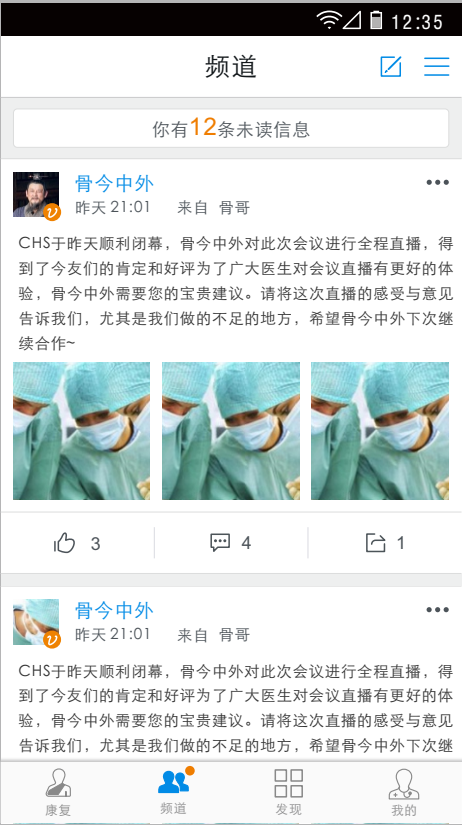 12:35
频道
你有12条未读信息
骨今中外
昨天 21:01 来自 骨哥
CHS于昨天顺利闭幕，骨今中外对此次会议进行全程直播，得
到了今友们的肯定和好评为了广大医生对会议直播有更好的体
验，骨今中外需要您的宝贵建议。请将这次直播的感受与意见
告诉我们，尤其是我们做的不足的地方，希望骨今中外下次继
续合作~
3 4 1
骨今中外
昨天 21:01 来自 骨哥
CHS于昨天顺利闭幕，骨今中外对此次会议进行全程直播，得
到了今友们的肯定和好评为了广大医生对会议直播有更好的体
验，骨今中外需要您的宝贵建议。请将这次直播的感受与意见
告诉我们，尤其是我们做的不足的地方，希望骨今中外下次继
康复 频道 发现 我的